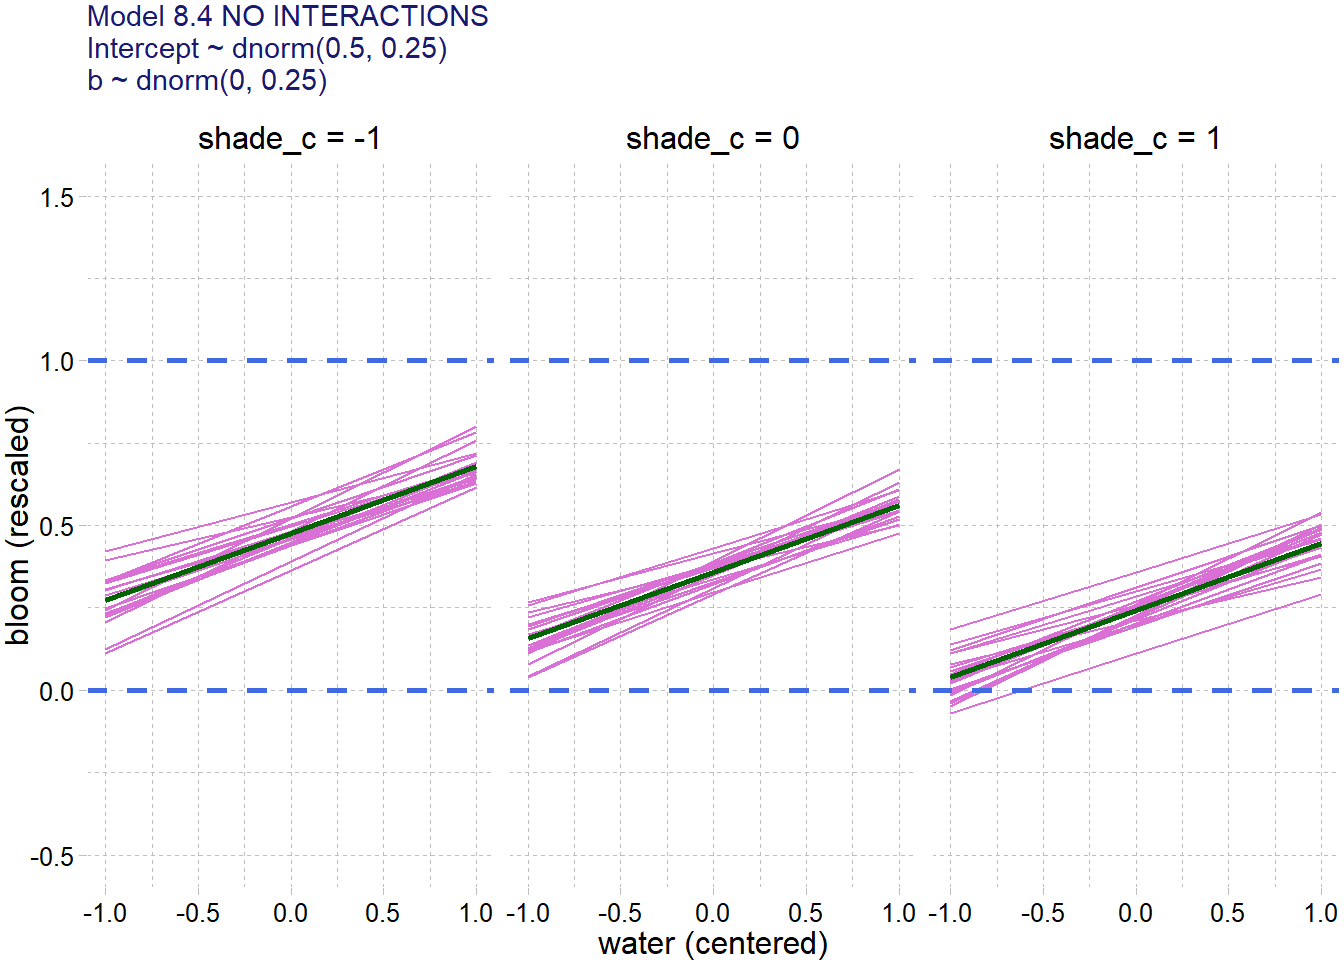 Model 8.4 NO INTERACTIONS
Intercept ~ dnorm(0.5, 0.25)
b ~ dnorm(0, 0.25)
shade_c = -1 shade_c = 0 shade_c = 1
1.5
1.0
0.5
0.0
-0.5
bloom (rescaled)
-1.0 -0.5 0.0 0.5 1.0 -1.0 -0.5 0.0 0.5 1.0 -1.0 -0.5 0.0 0.5 1.0
water (centered)